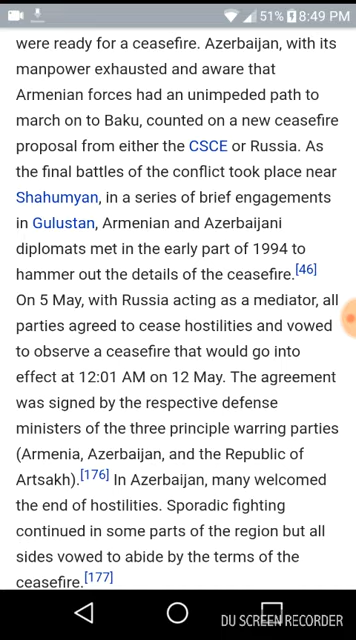 51% 8:49 PM
were ready for a ceasefire. Azerbaijan, with its
manpower exhausted and aware that
Armenian forces had an unimpeded path to
march on to Baku, counted on a new ceasefire
proposal from either the CSCE or Russia. As
the final battles of the conflict took place near
Shahumyan, in a series of brief engagements
in Gulustan, Armenian and Azerbaijani
diplomats met in the early part of 1994 to
hammer out the details of the ceasefire.[46]
On 5 May, with Russia acting as a mediator, all
parties agreed to cease hostilities and vowed
to observe a ceasefire that would go into
effect at 12:01 AM on 12 May. The agreement
was signed by the respective defense
ministers of the three principle warring parties
(Armenia, Azerbaijan, and the Republic of
Artsakh).[176] In Azerbaijan, many welcomed
the end of hostilities. Sporadic fighting
continued in some parts of the region but all
sides vowed to abide by the terms of the
ceasefire.[177]
DU SCREEN RECORDER